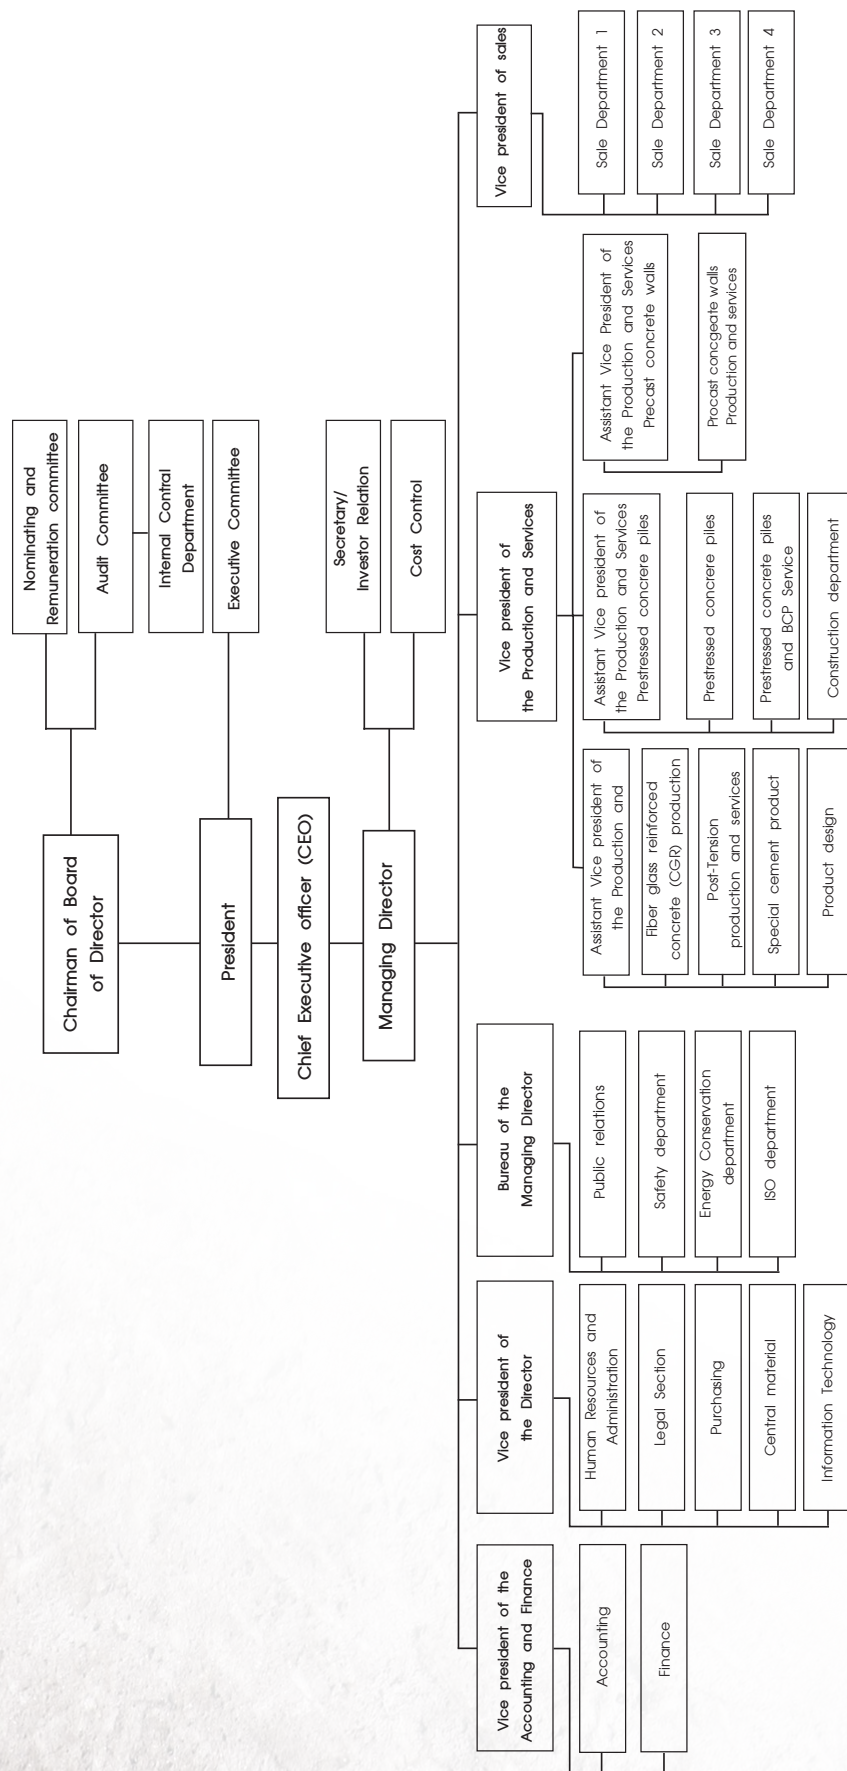 Chairman of Board
of Director
Nominating and
Remuneration committee
Audit Committee
Internal Contral
Department
President
Executive Committee
Chief Executive officer (CEO)
Managing Director
Secretary/
Investor Relation
Cost Control
Vice president of the
Accounting and Finance
Accounting
Finance
Vice president of
the Director
Human Resources and
Administration
Legal Section
Purchasing
Central material
Information Technology
Bureau of the
Managing Director
Public relations
Safety department
Energy Conservation
department
ISO department
Vice president of
the Production and Services
Assistant Vice president of
the Production and
Fiber glass reinforced
concrete (CGR) production
Post-Tension
production and services
Special cement product
Product design
Assistant Vice president of
the Production and Services
Prestressed concrere piles
Prestressed concrere piles
Prestressed concrete piles
and BCP Service
Construction department
Assistant Vice President of
the Production and Services
Precast concrete walls
Procast concgeate walls
Production and services
Vice president of sales
Sale Department 1
Sale Department 2
Sale Department 3
Sale Department 4